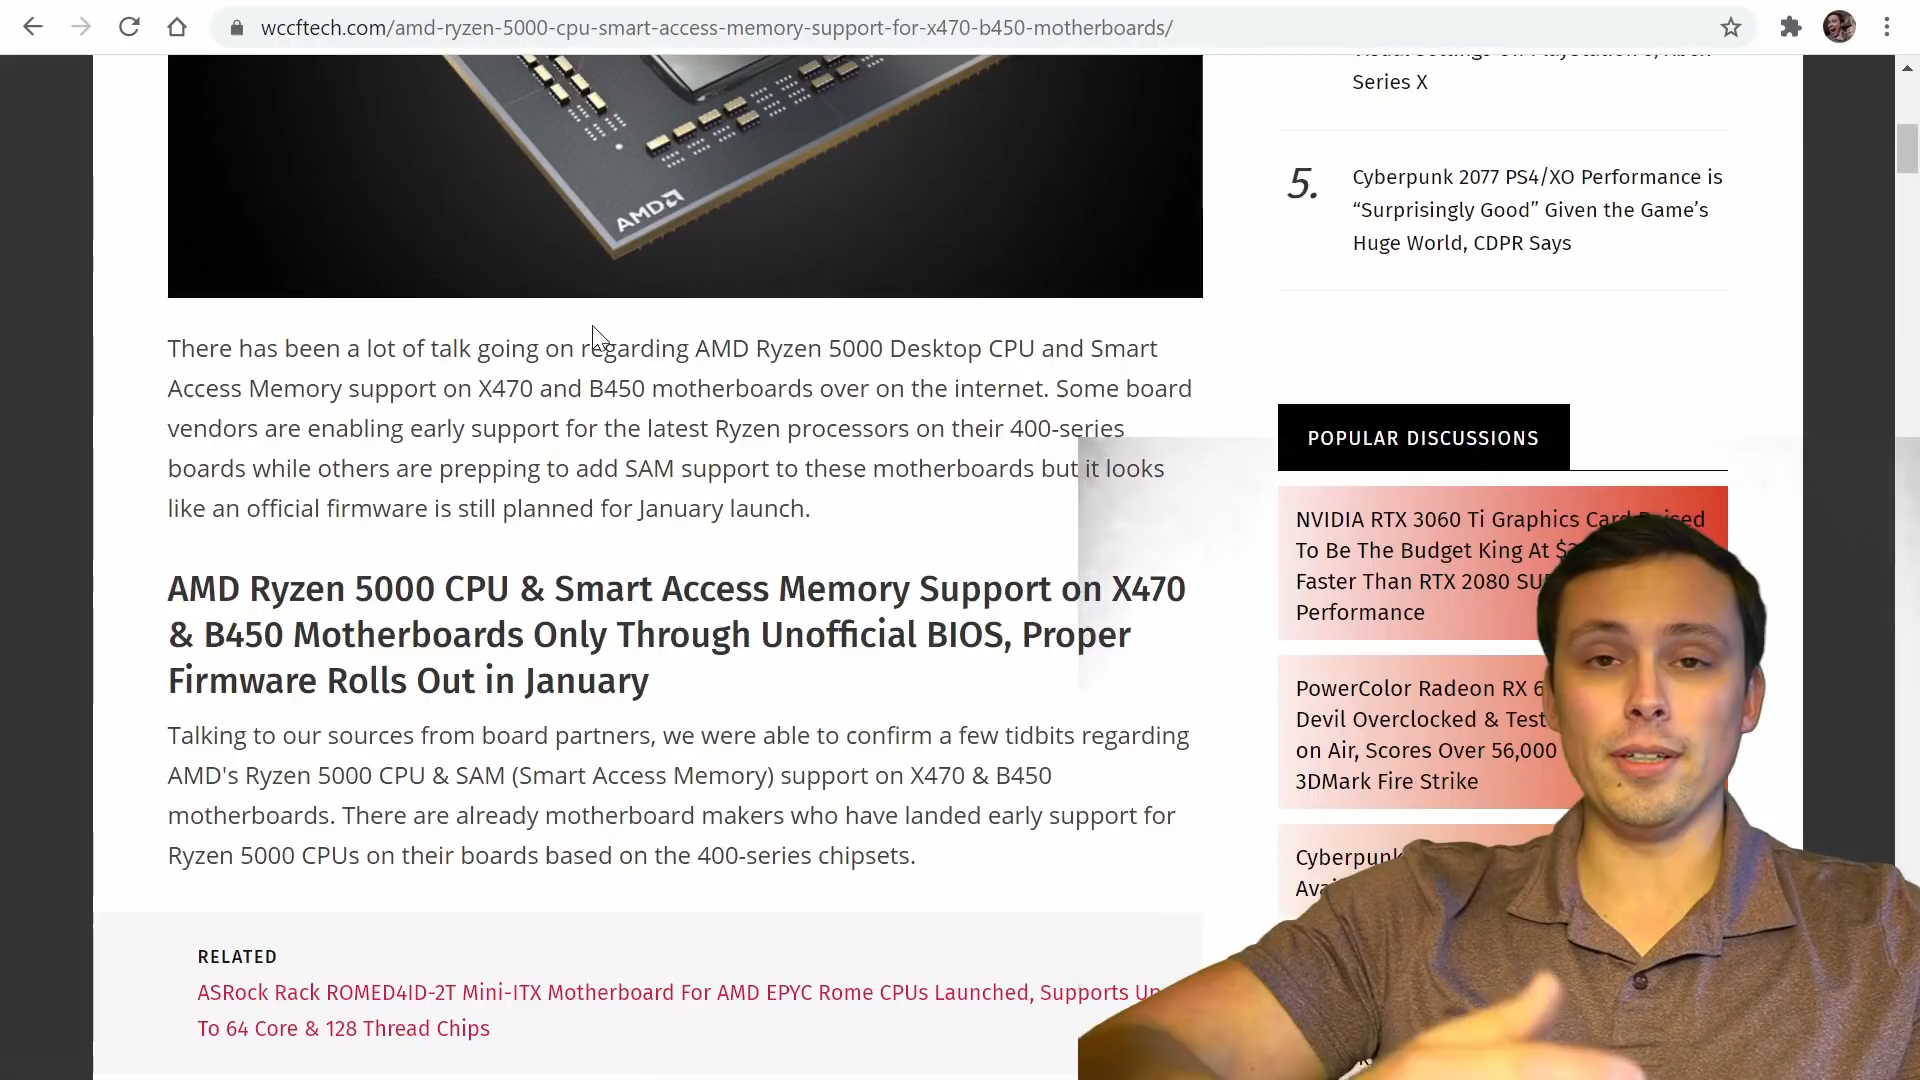 wccftech.com/amd-ryzen-5000-cpu-smart-access-memory-support-for-x470-b450-motherboards/
AMD
Series X
5.
Cyberpunk 2077 PS4/XO Performance is
“Surprisingly Good” Given the Game’s
Huge World, CDPR Says
There has been a lot of talk going on regarding AMD Ryzen 5000 Desktop CPU and Smart
Access Memory support on X470 and B450 motherboards over on the internet. Some board
vendors are enabling early support for the latest Ryzen processors on their 400-series
boards while others are prepping to add SAM support to these motherboards but it looks
like an official firmware is still planned for January launch.
AMD Ryzen 5000 CPU & Smart Access Memory Support on X470
& B450 Motherboards Only Through Unofficial BIOS, Proper
Firmware Rolls Out in January
Talking to our sources from board partners, we were able to confirm a few tidbits regarding
AMD's Ryzen 5000 CPU & SAM (Smart Access Memory) support on X470 & B450
motherboards. There are already motherboard makers who have landed early support for
Ryzen 5000 CPUs on their boards based on the 400-series chipsets.
RELATED
ASRock Rack ROMED4ID-2T Mini-ITX Motherboard For AMD EPYC Rome CPUs Launched, Supports Up
To 64 Core & 128 Thread Chips
POPULAR DISCUSSIONS
NVIDIA RTX 3060 Ti Graphics Card
To Be The Budget King At
Faster Than RTX 2080
Performance
PowerColor Radeon RX
Devil Overclocked & Test
on Air, Scores Over 56,000
3DMark Fire Strike
Cyberpunk